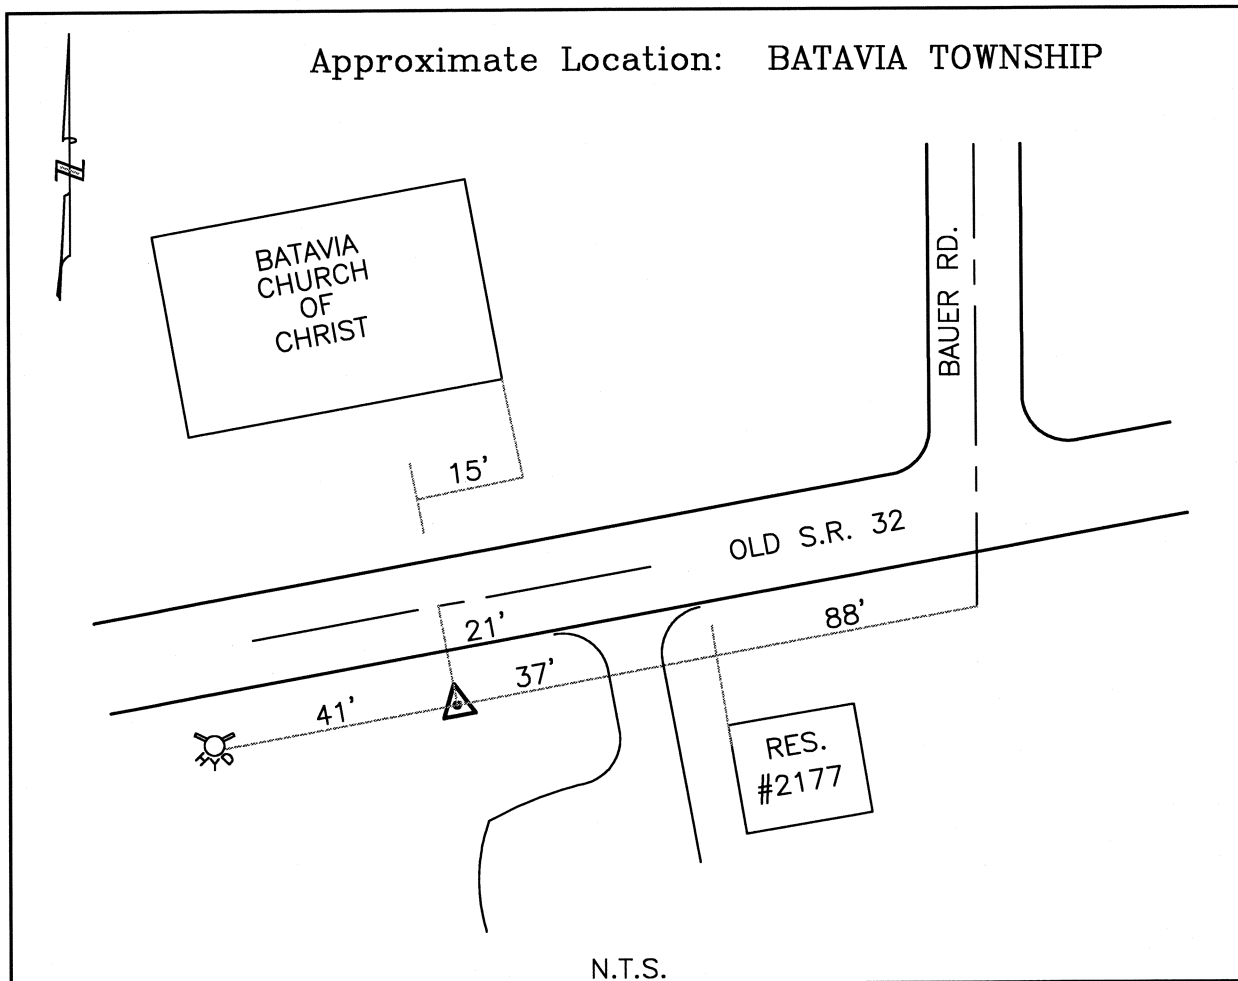 Approximate Location: BATAVIA TOWNSHIP
N
BATAVIA
CHURCH
OF
CHRIST
BAUER RD.
15'
OLD S.R. 32
21'
88'
37'
41'
HYD
RES.
#2177
N.T.S.